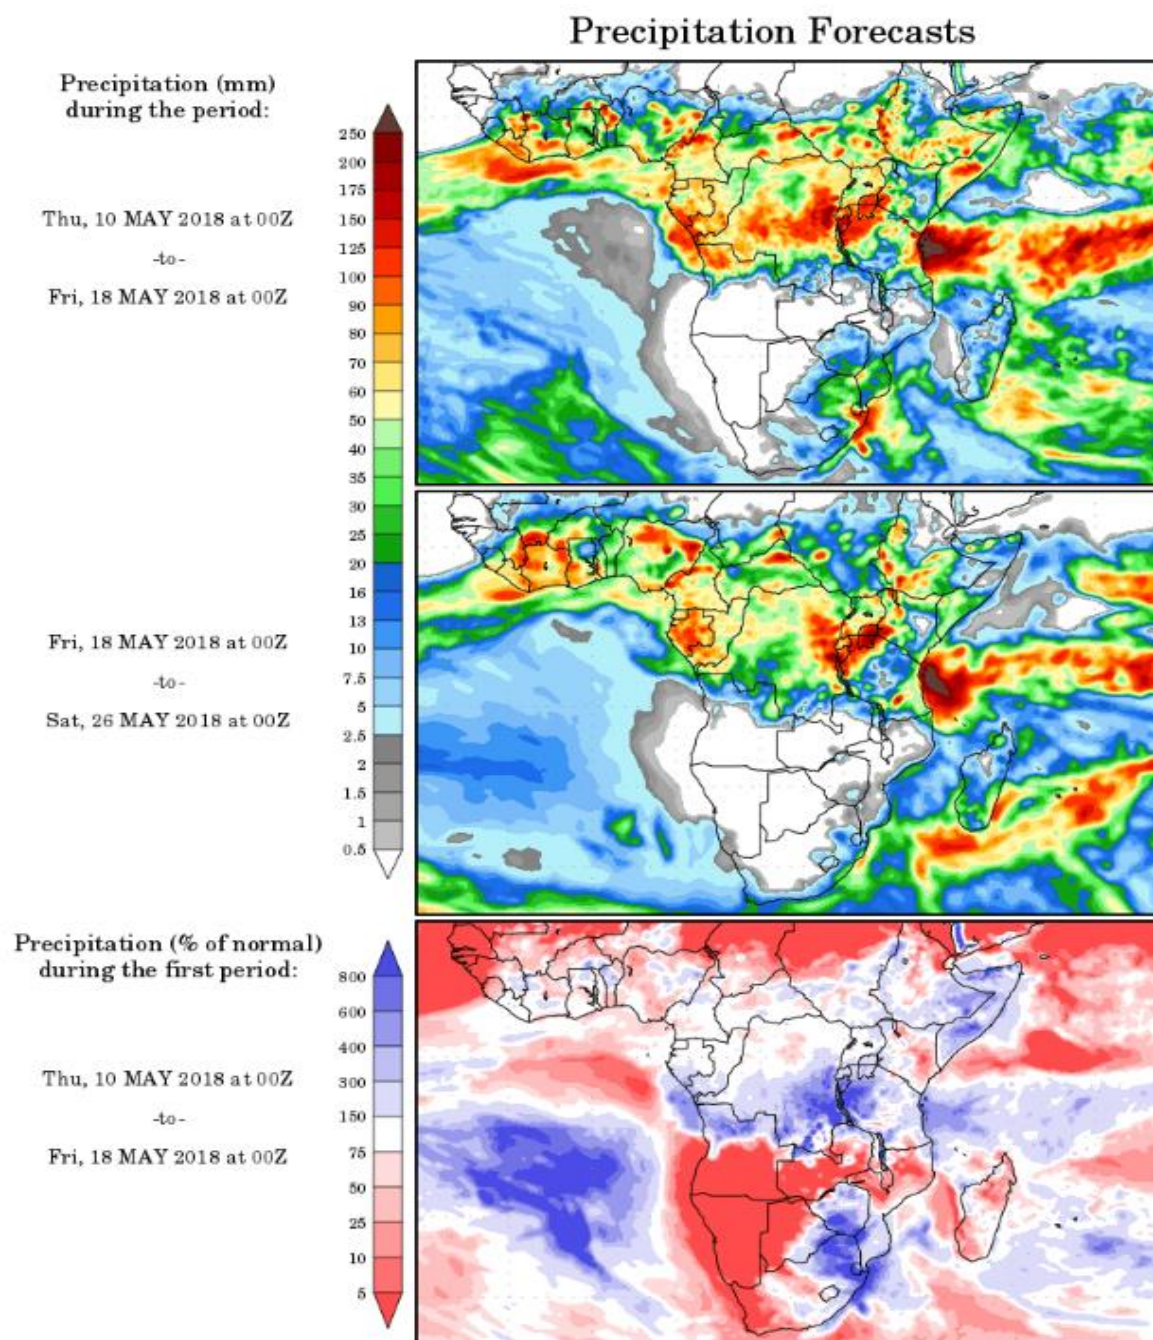 Precipitation Forecasts
Precipitation (mm)
during the period:
Thu, 10 MAY 2018 at 00Z
-to-
Fri, 18 MAY 2018 at 00Z
250
200
175
150
125
100
90
80
70
60
50
40
35
30
25
20
16
13
10
7.5
5
2.5
2
1.5
1
0.5
Fri, 18 MAY 2018 at 00Z
-to-
Sat, 26 MAY 2018 at 00Z
Precipitation (% of normal)
during the first period:
Thu, 10 MAY 2018 at 00Z
-to-
Fri, 18 MAY 2018 at 00Z
800
600
400
300
150
75
50
25
10
5